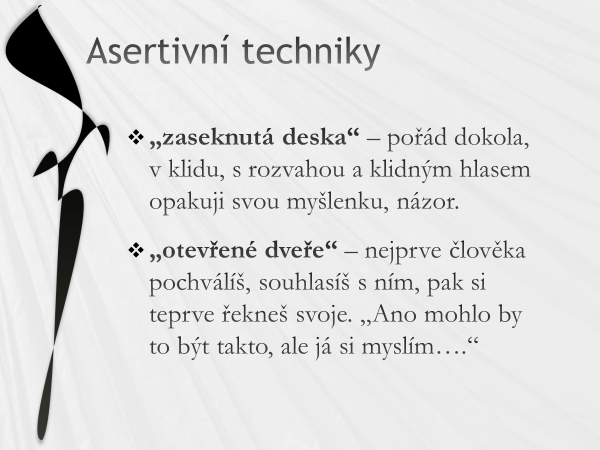 Asertivní techniky
❖ „zaseknutá deska“ – pořád dokola,
v klidu, s rozvahou a klidným hlasem
opakuji svou myšlenku, názor.
❖ „otevřené dveře“ – nejprve člověka
pochválíš, souhlasíš s ním, pak si
teprve řekneš svoje. „Ano mohlo by
to být takto, ale já si myslím….“